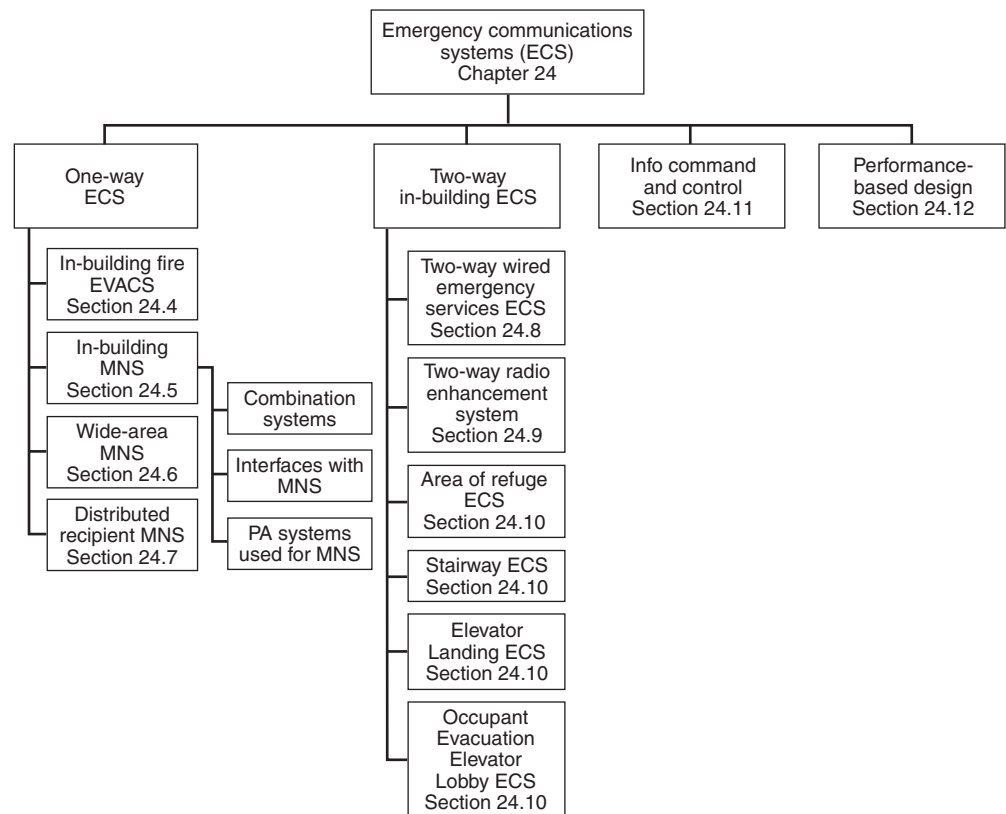 Emergency communications
systems (ECS)
Chapter 24
One-way
ECS
Two-way
in-building ECS
Info command
and control
Section 24.11
Performance-
based design
Section 24.12
In-building fire
EVACS
Section 24.4
In-building
MNS
Section 24.5
Wide-area
MNS
Section 24.6
Distributed
recipient MNS
Section 24.7
Combination
systems
Interfaces with
MNS
PA systems
used for MNS
Two-way wired
emergency
services ECS
Section 24.8
Two-way radio
enhancement
system
Section 24.9
Area of refuge
ECS
Section 24.10
Stairway ECS
Section 24.10
Elevator
Landing ECS
Section 24.10
Occupant
Evacuation
Elevator
Lobby ECS
Section 24.10